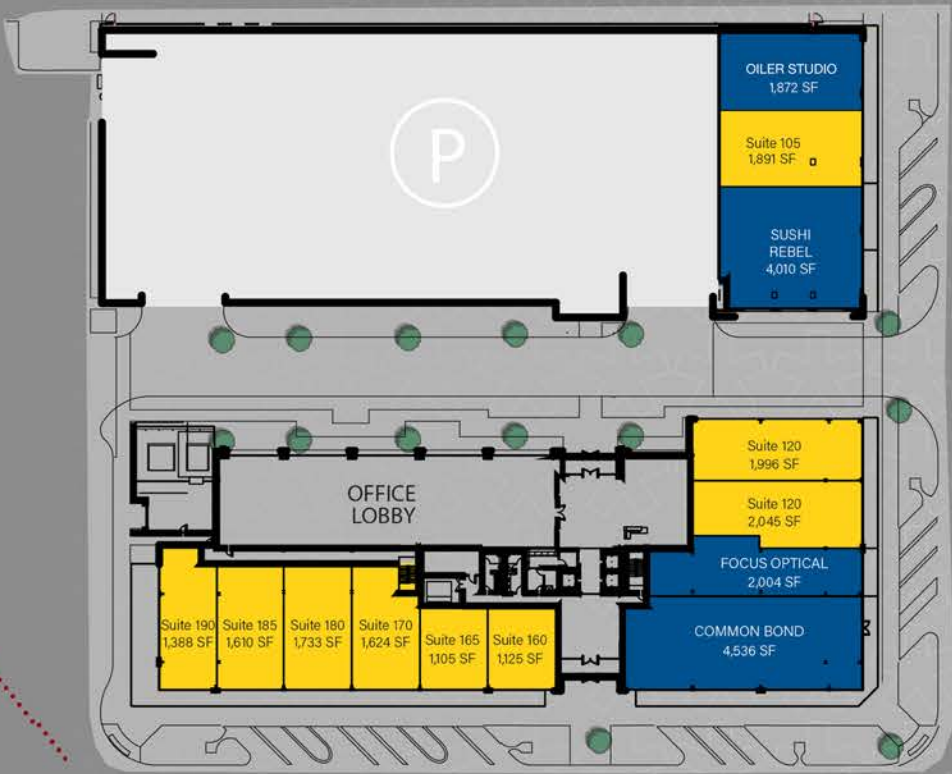 OILER STUDIO
1,872 SF
Suite 105
1,891 SF
P
SUSHI
REBEL
4,010 SF
Suite 120
1,996 SF
OFFICE
LOBBY
Suite 120
2,045 SF
FOCUS OPTICAL
2,004 SF
Suite 190
1,388 SF
Suite 185
1,610 SF
Suite 180
1,733 SF
Suite 170
1,624 SF
Suite 165
1,105 SF
Suite 160
1,125 SF
COMMON BOND
4,536 SF